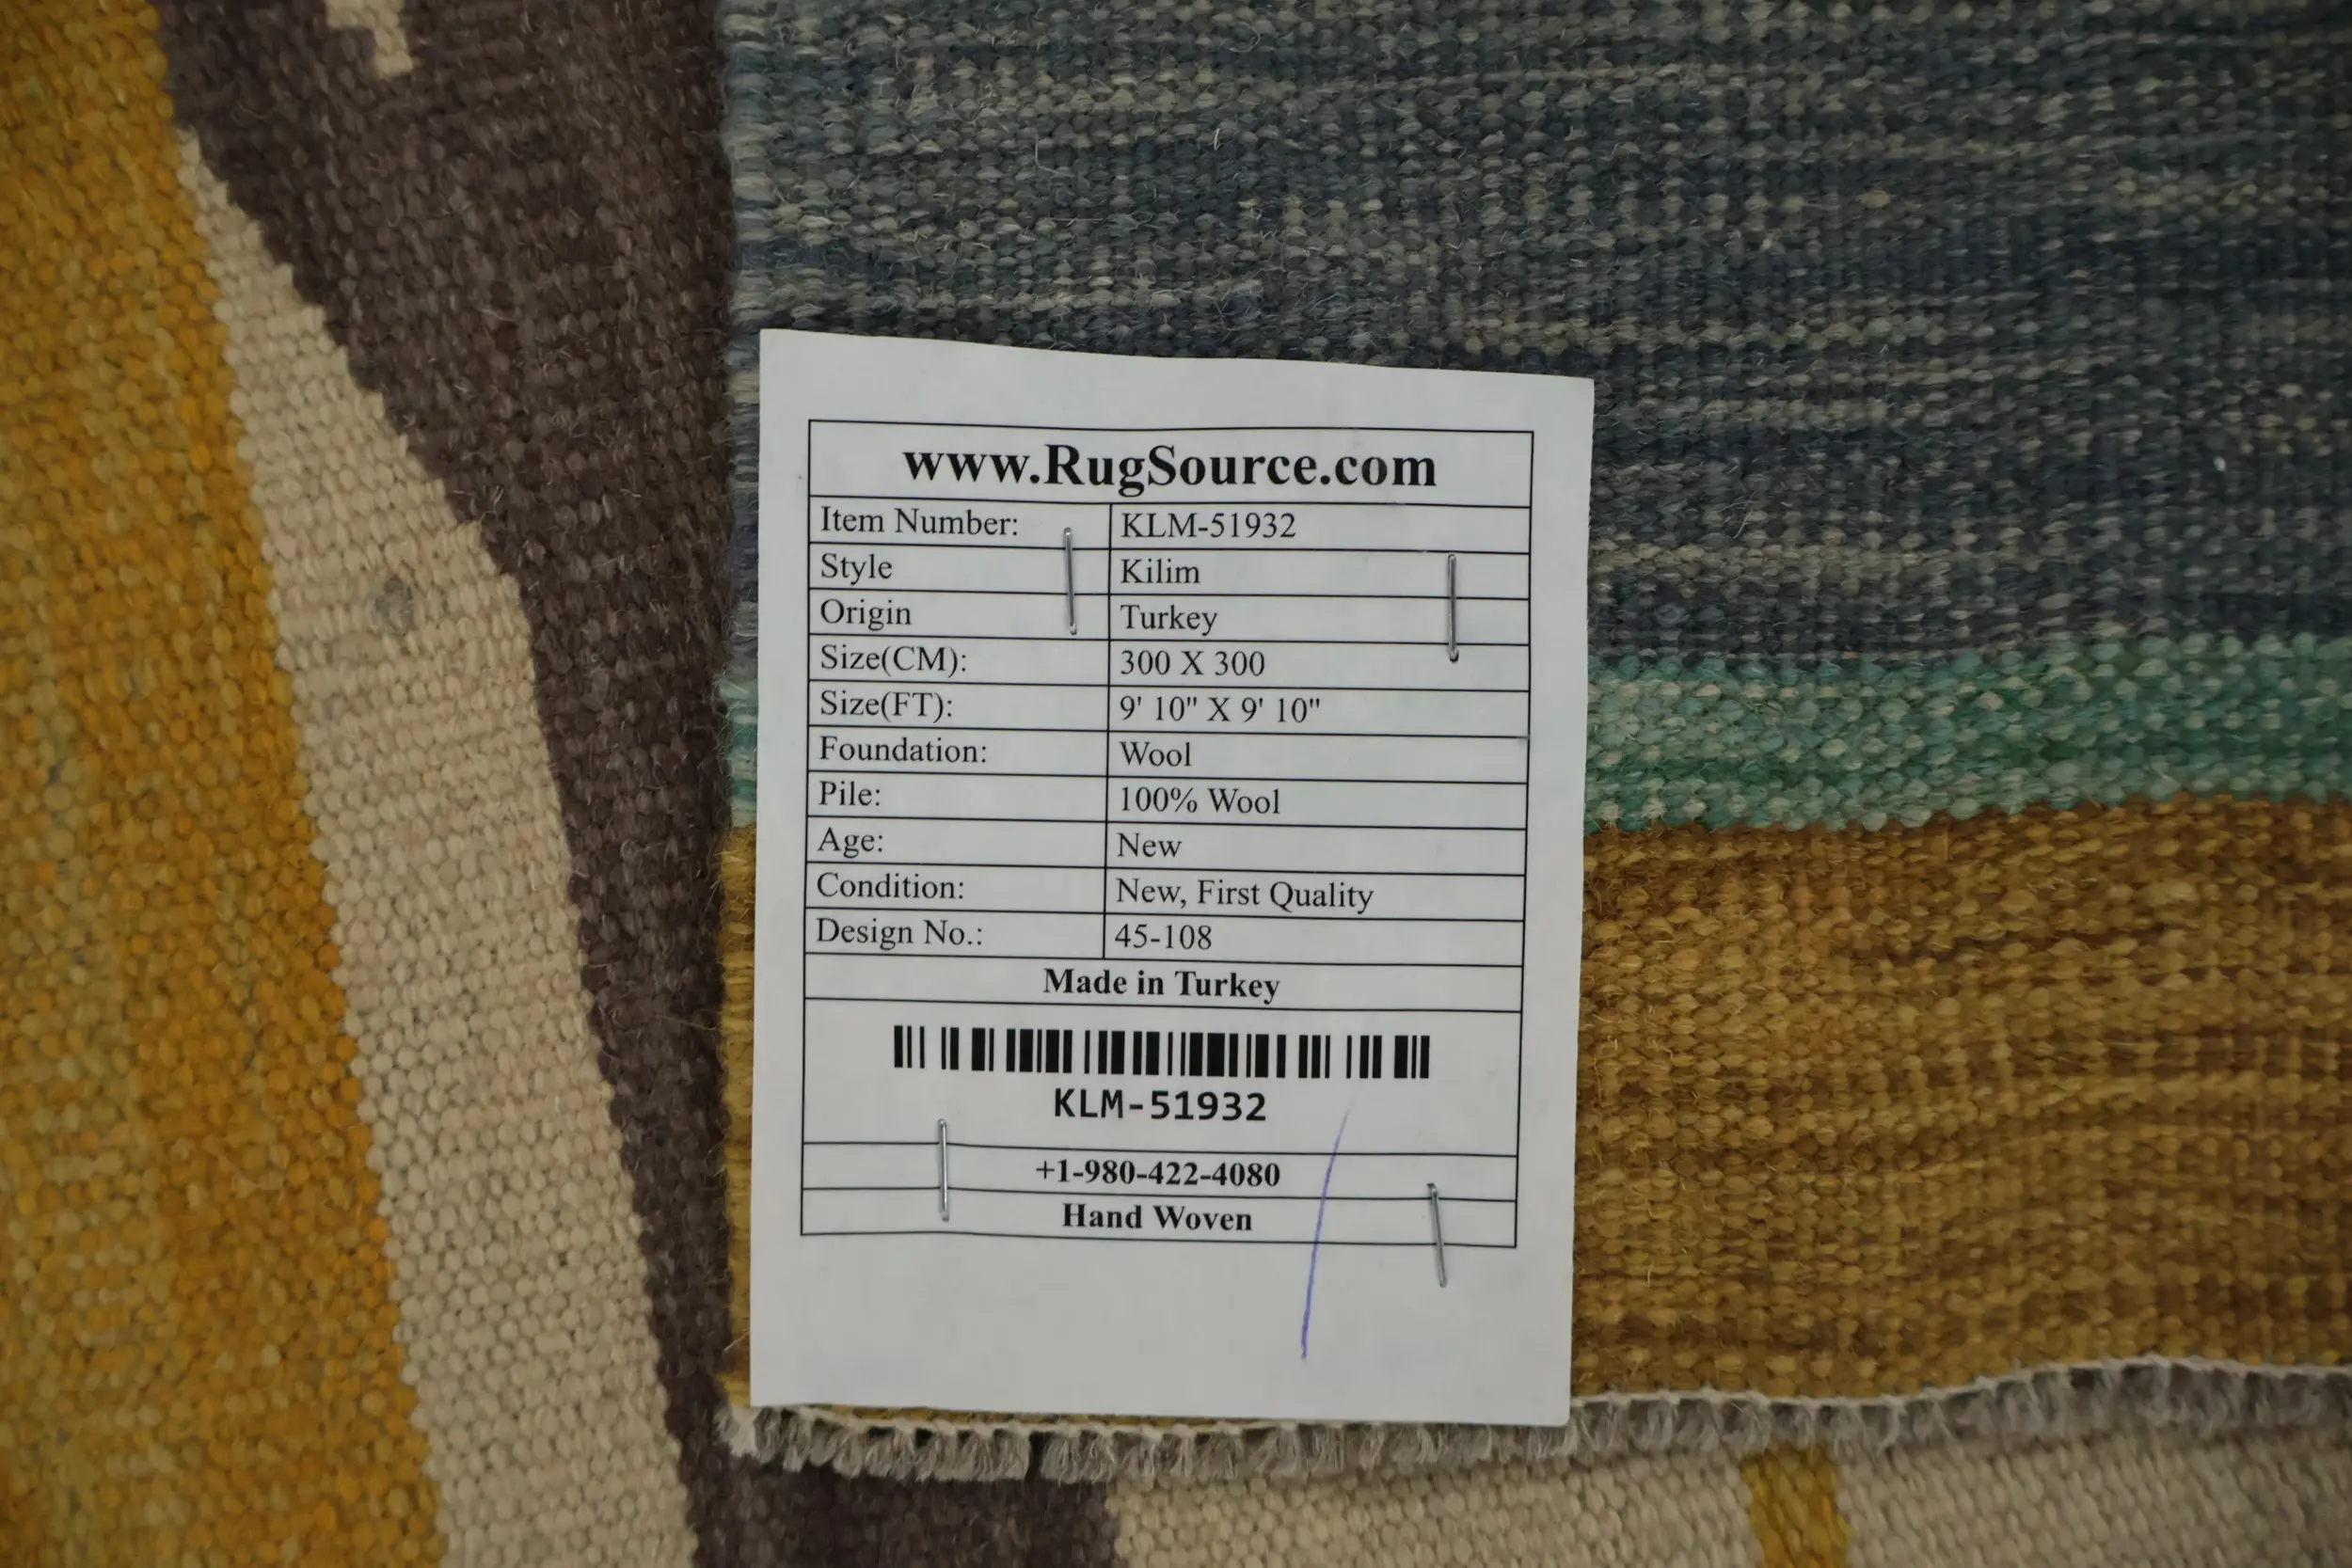 www.RugSource.com
Item Number: KLM-51932
Style Kilim
Origin Turkey
Size(CM): 300 X 300
Size(FT): 9' 10" X 9' 10"
Foundation: Wool
Pile: 100% Wool
Age: New
Condition: New, First Quality
Design No.: 45-108
Made in Turkey
KLM-51932
+1-980-422-4080
Hand Woven